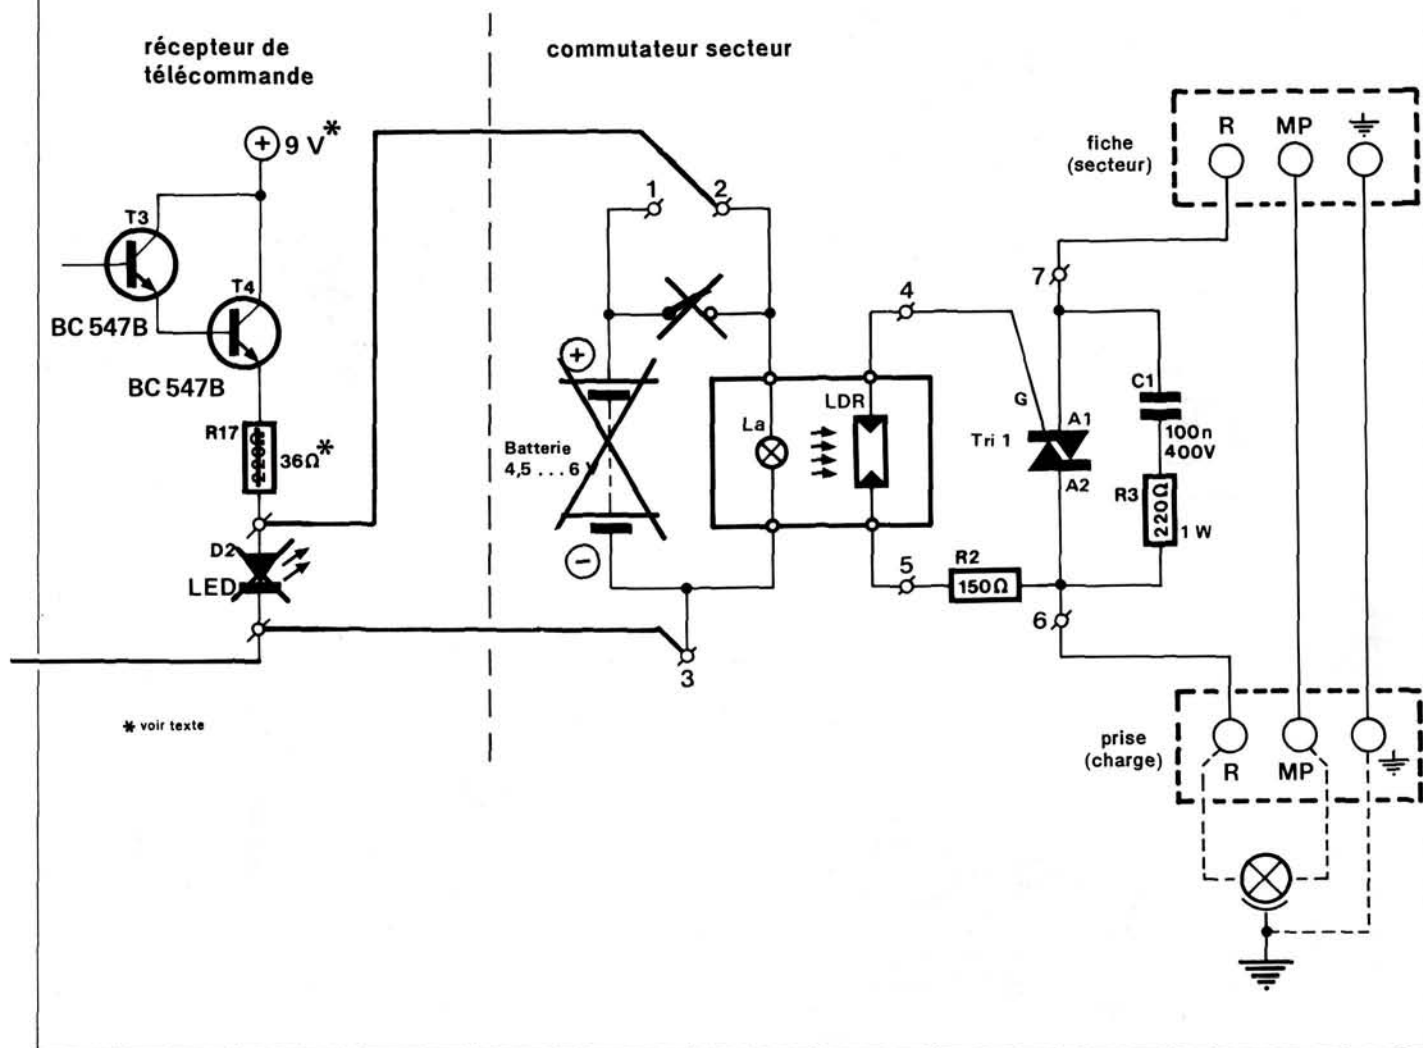 récepteur de
télécommande
commutateur secteur
+ 9 V*
T3
BC 547B
T4
BC 547B
R17
220Ω
36Ω*
D2
LED
* voir texte
1
2
+
Batterie
4,5 . . . 6 V
−
3
La
LDR
4
5
R2
150Ω
G
Tri 1
A1
A2
7
6
C1
100n
400V
R3
220Ω
1 W
fiche
(secteur)
R MP
prise
(charge)
R MP